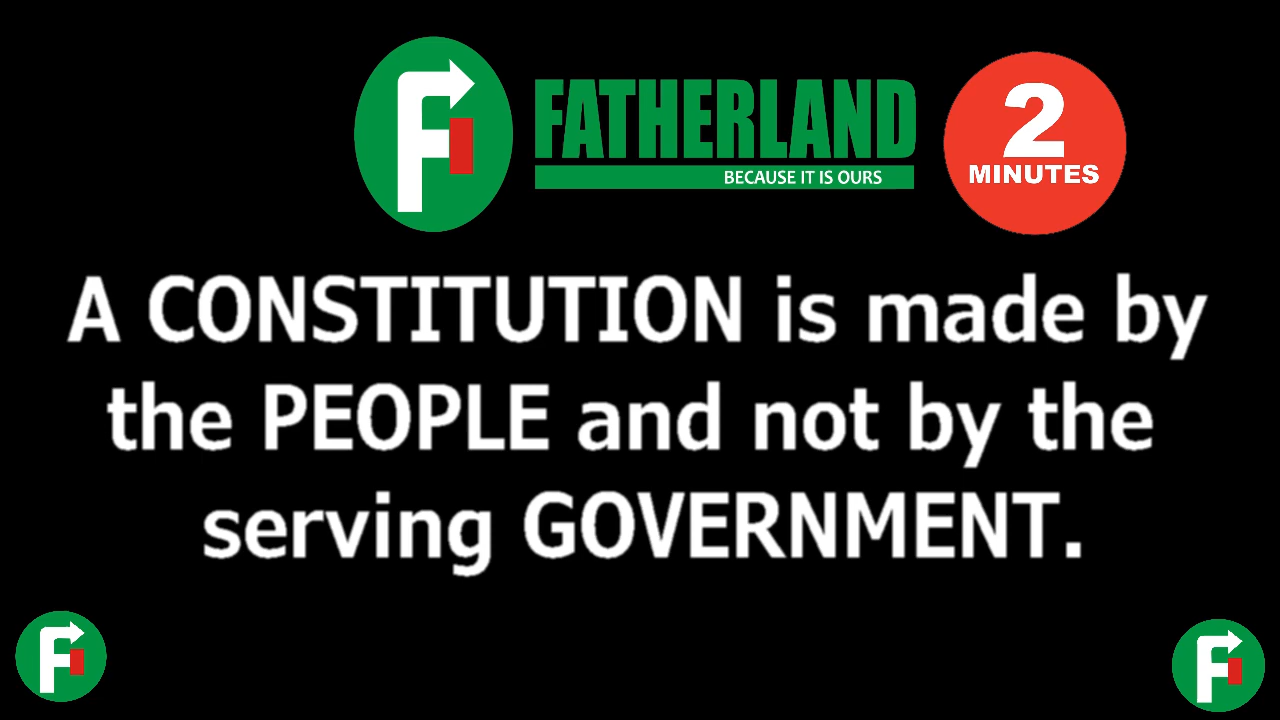 F
FATHERLAND
BECAUSE IT IS OURS
2
MINUTES
A CONSTITUTION is made by
the PEOPLE and not by the
serving GOVERNMENT.
F
F